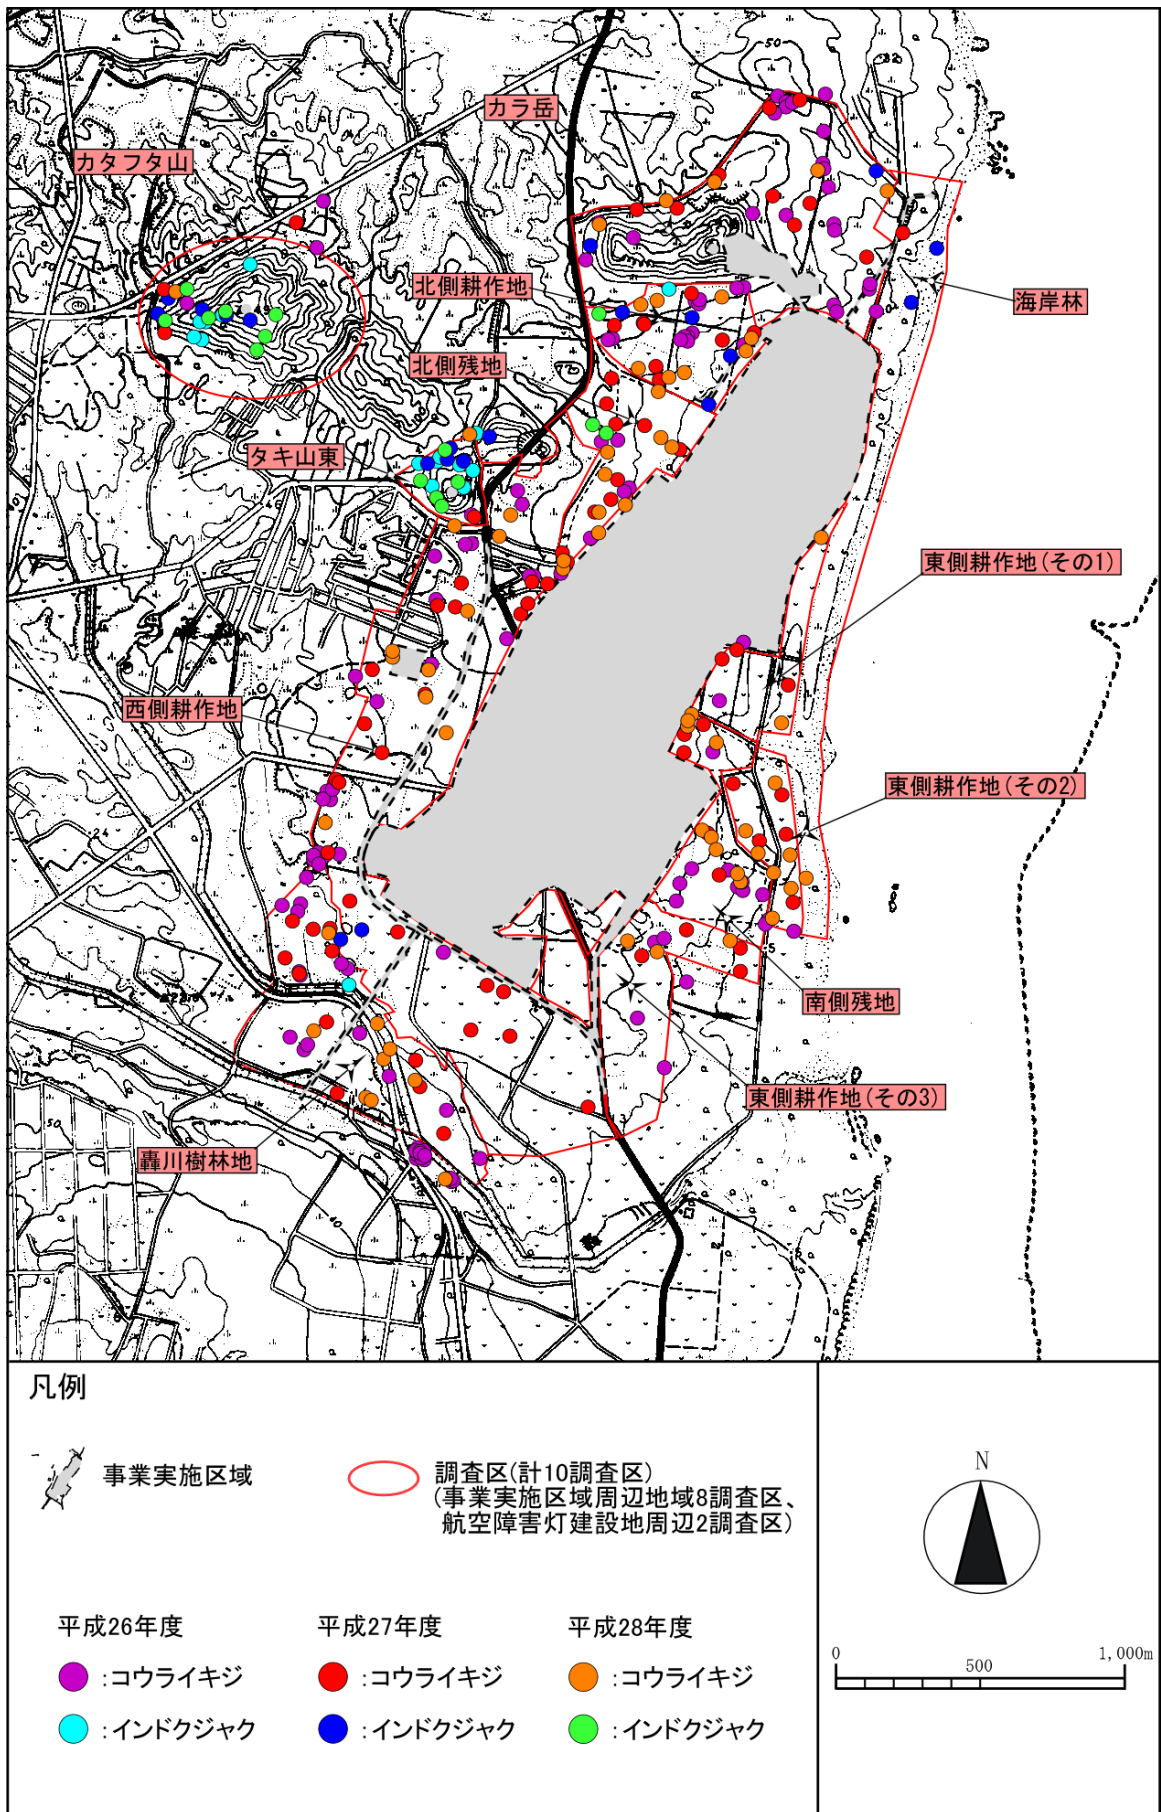 カラ岳
カタフタ山
北側耕作地
海岸林
北側残地
タキ山東
東側耕作地(その1)
西側耕作地
東側耕作地(その2)
南側残地
東側耕作地(その3)
轟川樹林地
50
24
50
40
凡例
事業実施区域
調査区(計10調査区)
(事業実施区域周辺地域8調査区、
航空障害灯建設地周辺2調査区)
平成26年度
平成27年度
平成28年度
:コウライキジ
:コウライキジ
:コウライキジ
:インドクジャク
:インドクジャク
:インドクジャク
N
0
500
1,000m